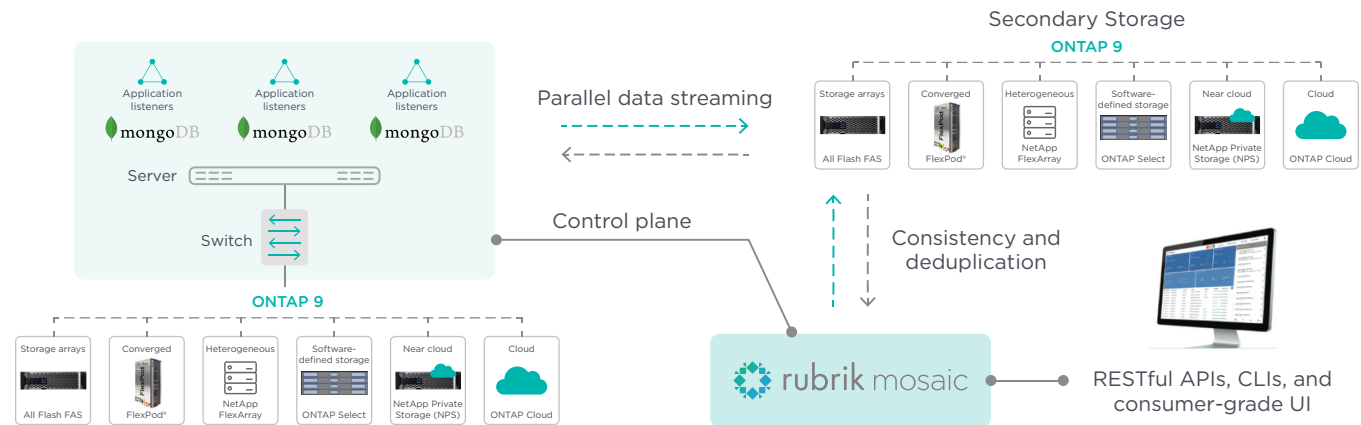 Secondary Storage
ONTAP 9
Storage arrays
All Flash FAS
Converged
FlexPod
FlexPod®
Heterogeneous
NetApp
FlexArray
Software-
defined storage
ONTAP Select
Near cloud
NetApp Private
Storage (NPS)
Cloud
ONTAP Cloud
Application
listeners
mongoDB
Application
listeners
mongoDB
Application
listeners
mongoDB
Server
Switch
Parallel data streaming
Control plane
Consistency and
deduplication
ONTAP 9
Storage arrays
All Flash FAS
Converged
FlexPod
FlexPod®
Heterogeneous
NetApp
FlexArray
Software-
defined storage
ONTAP Select
Near cloud
NetApp Private
Storage (NPS)
Cloud
ONTAP Cloud
rubrik mosaic
RESTful APIs, CLIs, and
consumer-grade UI